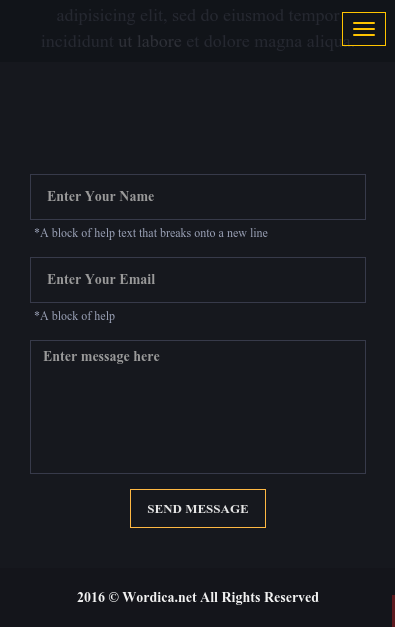 adipisicing elit, sed do eiusmod tempor
incididunt ut labore et dolore magna aliqua.
Enter Your Name
*A block of help text that breaks onto a new line
Enter Your Email
*A block of help
Enter message here
SEND MESSAGE
2016 © Wordica.net All Rights Reserved